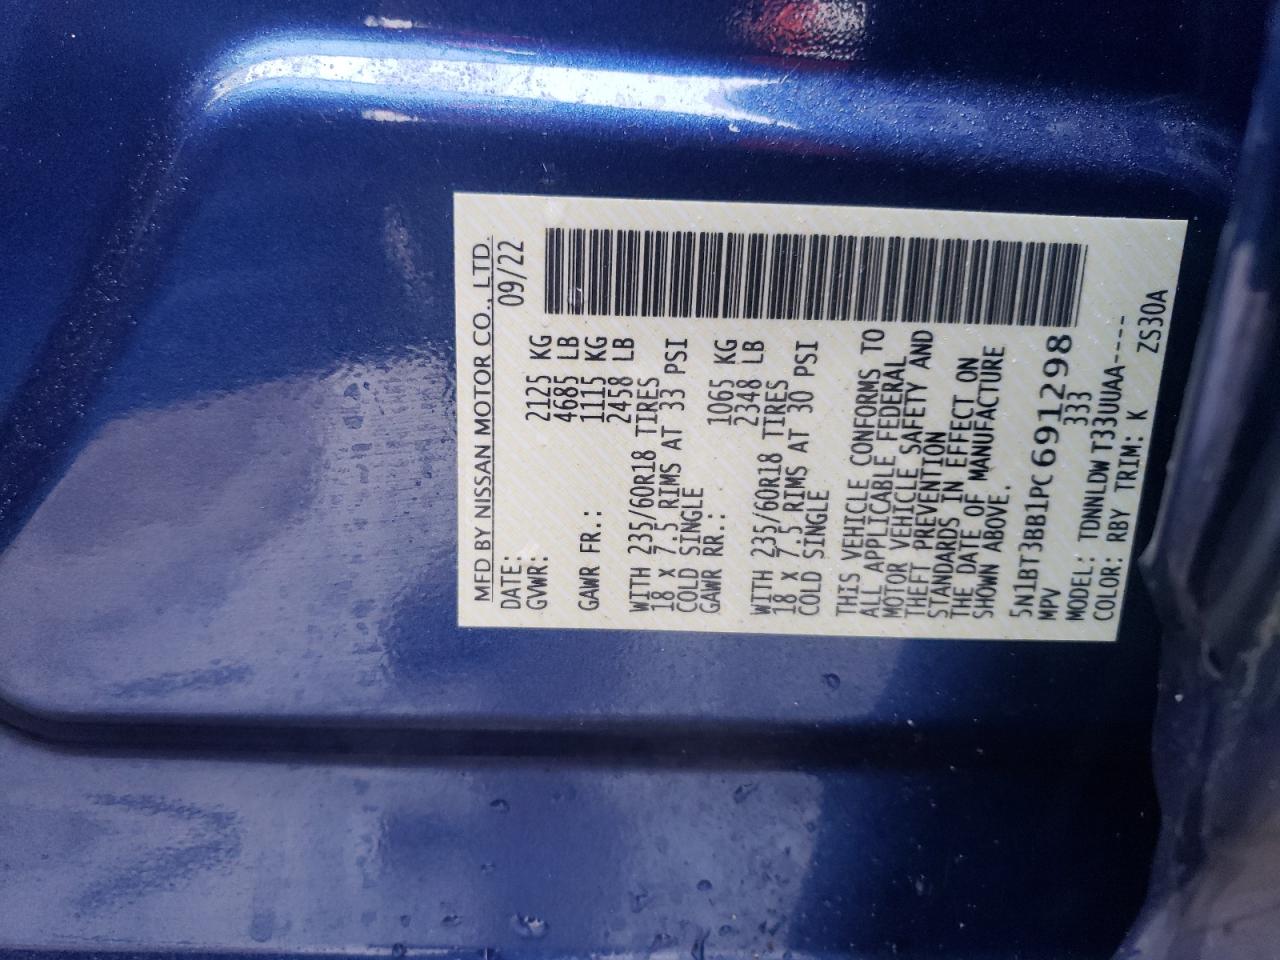 MFD BY NISSAN MOTOR CO., LTD.
DATE: 09/22
GVWR: 2125 KG
4685 LB
GAWR FR.: 1115 KG
2458 LB
WITH 235/60R18 TIRES
18 X 7.5 RIMS AT 33 PSI
COLD SINGLE
GAWR RR.: 1065 KG
2348 LB
WITH 235/60R18 TIRES
18 X 7.5 RIMS AT 30 PSI
COLD SINGLE
THIS VEHICLE CONFORMS TO
ALL APPLICABLE FEDERAL
MOTOR VEHICLE SAFETY AND
THEFT PREVENTION
STANDARDS IN EFFECT ON
THE DATE OF MANUFACTURE
SHOWN ABOVE.
5N1BT3BB1PC691298
MPV 333
MODEL: TDNNLDW T33UUAA----
COLOR: RBY TRIM: K ZS30A